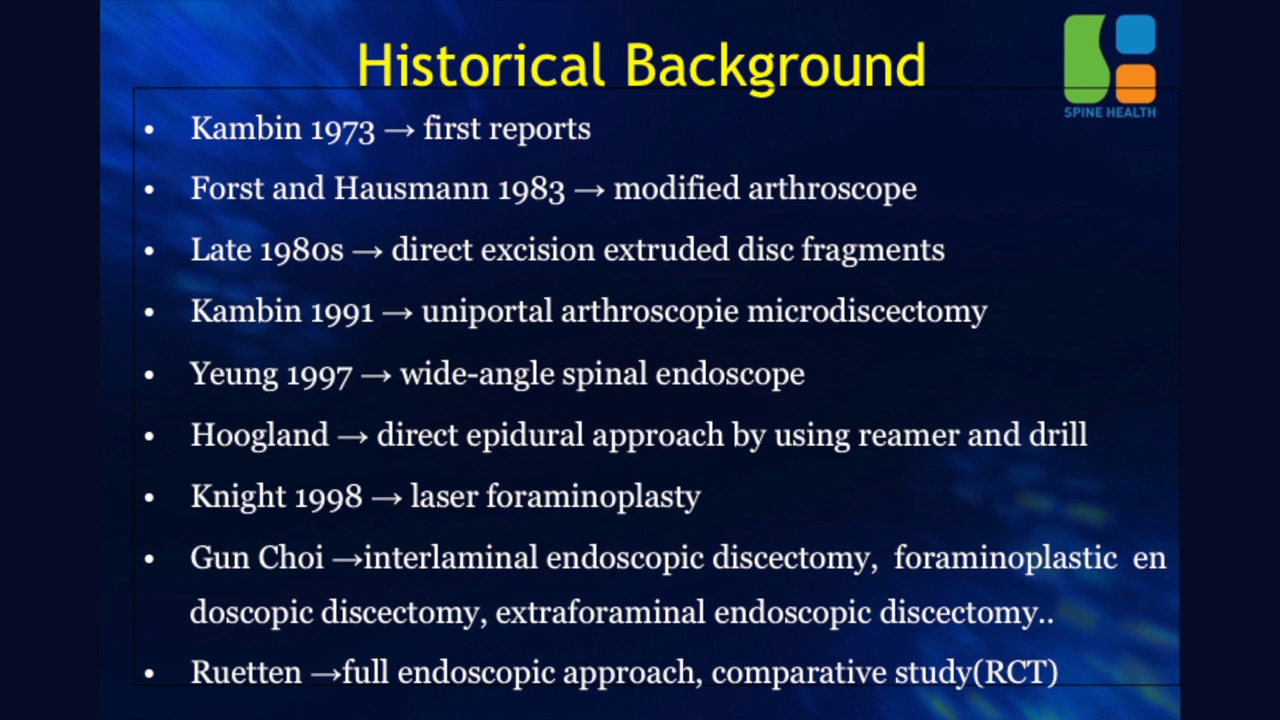 Historical Background
SPINE HEALTH
• Kambin 1973 → first reports
• Forst and Hausmann 1983 → modified arthroscope
• Late 1980s → direct excision extruded disc fragments
• Kambin 1991 → uniportal arthroscopie microdiscectomy
• Yeung 1997 → wide-angle spinal endoscope
• Hoogland → direct epidural approach by using reamer and drill
• Knight 1998 → laser foraminoplasty
• Gun Choi →interlaminal endoscopic discectomy, foraminoplastic en
doscopic discectomy, extraforaminal endoscopic discectomy..
• Ruetten →full endoscopic approach, comparative study(RCT)